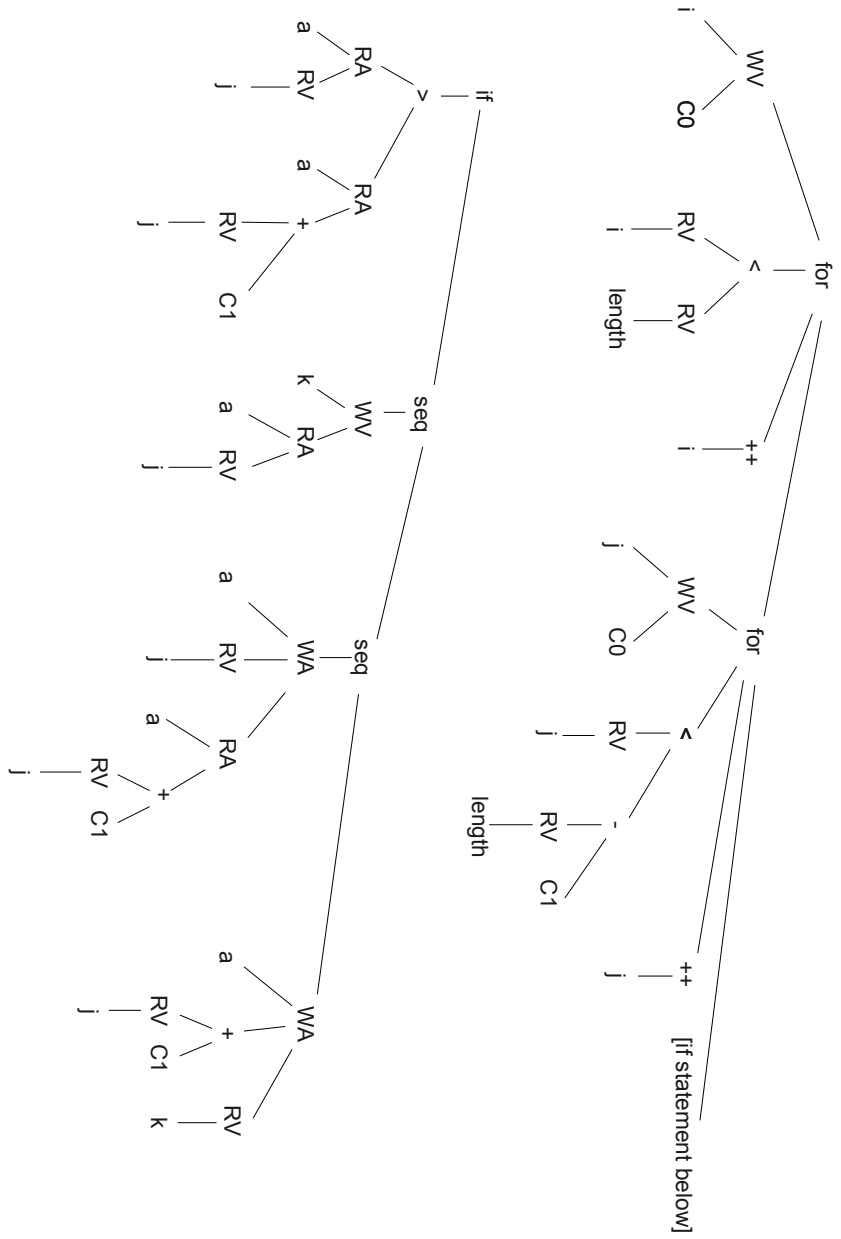 for
WV < ++ for
i C0 RV RV i WV < ++ [if statement below]
i length j C0 RV - j
j RV C1
length
if
> seq
RA RA WV seq
a RV a + k RA WA WA
j RV C1 a RV a RV RA a + RV
j j j a + RV C1 k
RV C1 j
j